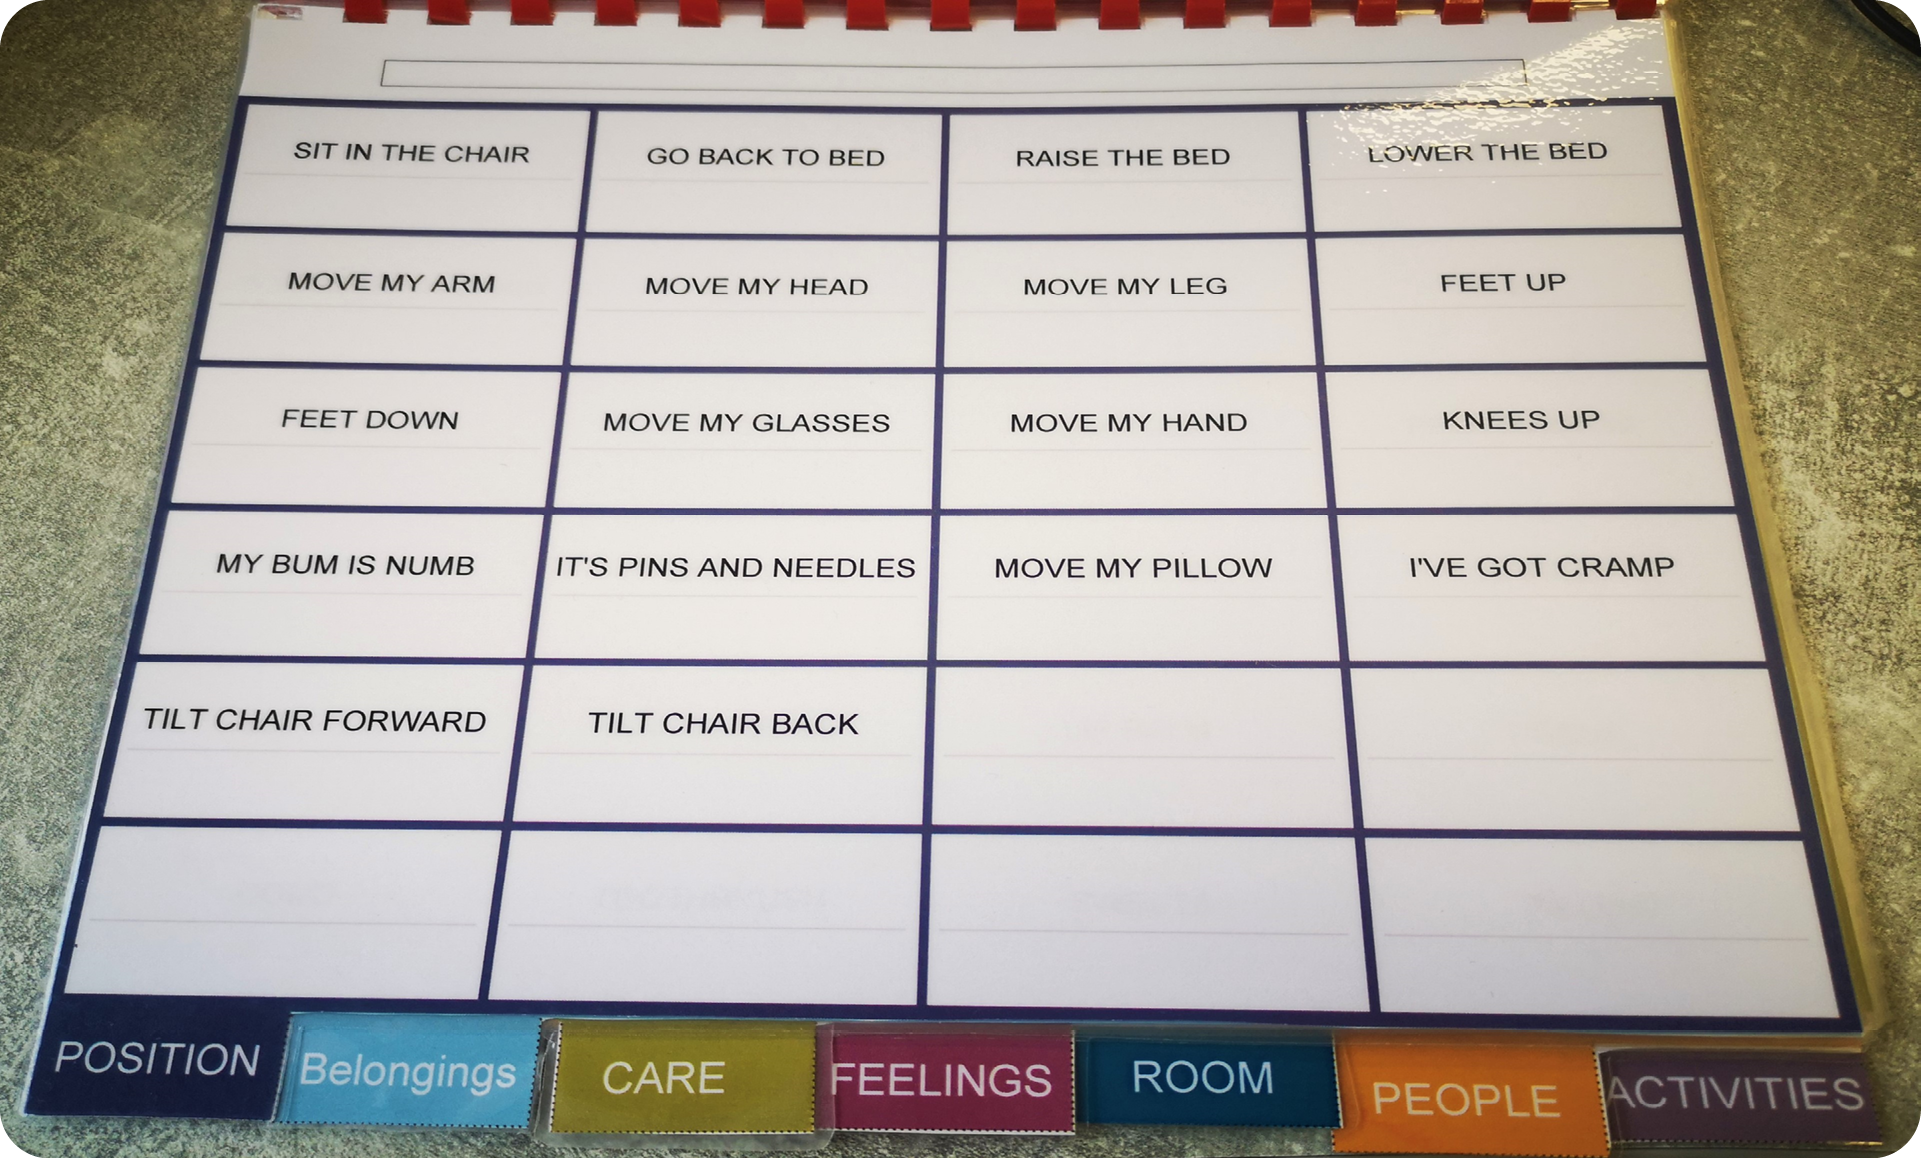 SIT IN THE CHAIR
GO BACK TO BED
RAISE THE BED
LOWER THE BED
MOVE MY ARM
MOVE MY HEAD
MOVE MY LEG
FEET UP
FEET DOWN
MOVE MY GLASSES
MOVE MY HAND
KNEES UP
MY BUM IS NUMB
IT'S PINS AND NEEDLES
MOVE MY PILLOW
I'VE GOT CRAMP
TILT CHAIR FORWARD
TILT CHAIR BACK
POSITION
Belongings
CARE
FEELINGS
ROOM
PEOPLE
ACTIVITIES